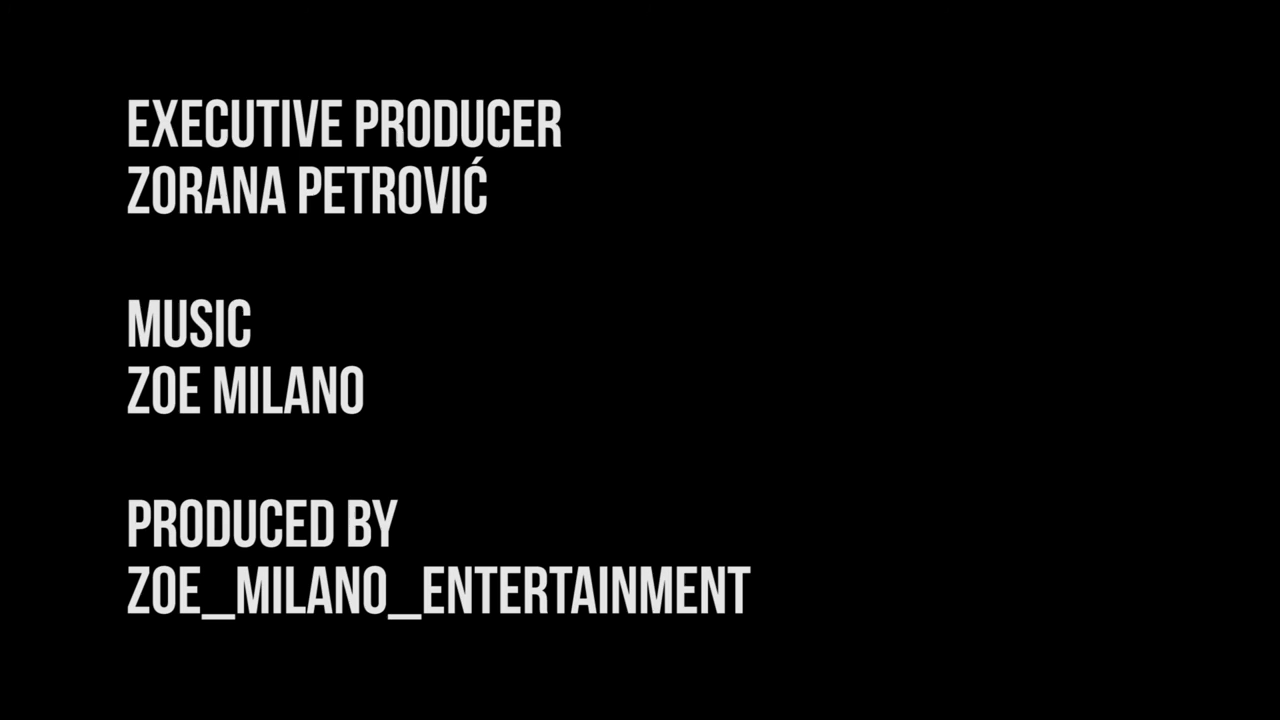 EXECUTIVE PRODUCER
ZORANA PETROVIĆ
MUSIC
ZOE MILANO
PRODUCED BY
ZOE_MILANO_ENTERTAINMENT